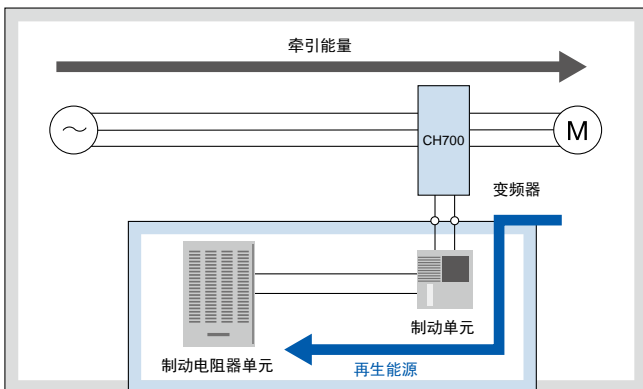 牵引能量
CH700
M
变频器
制动单元
制动电阻器单元
再生能源